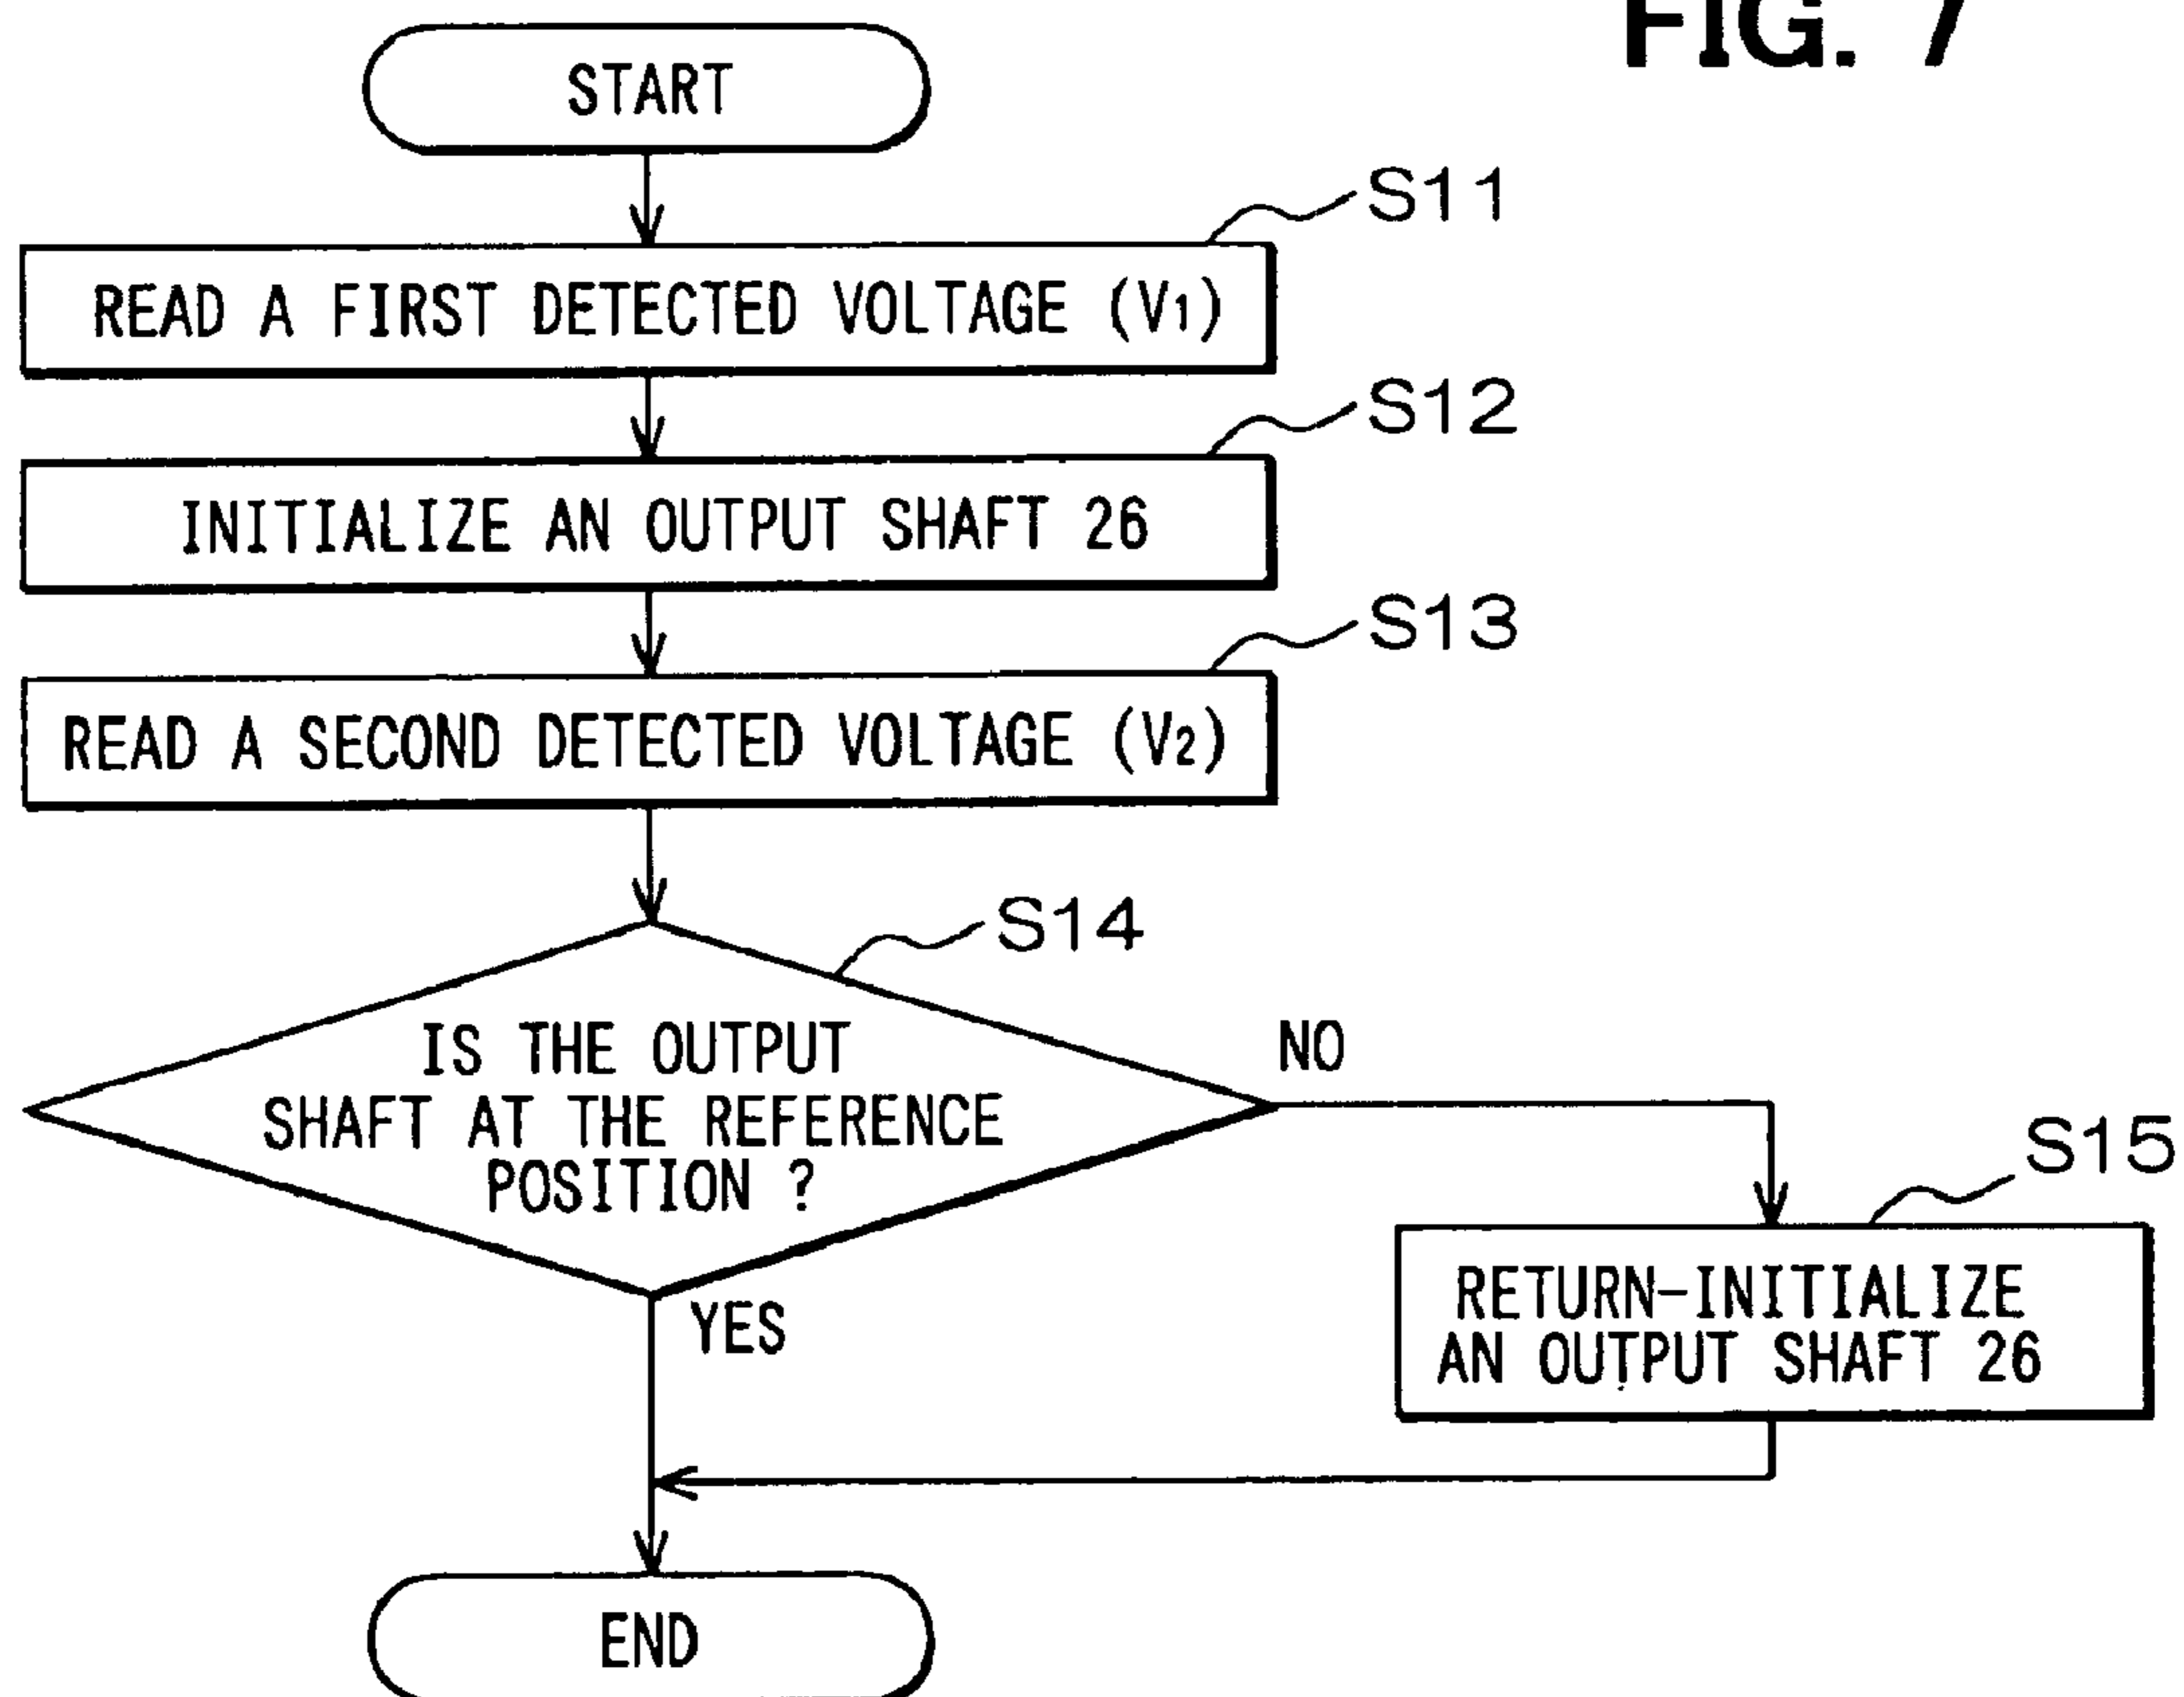 FIG. 7
START
S11
READ A FIRST DETECTED VOLTAGE (V1)
S12
INITIALIZE AN OUTPUT SHAFT 26
S13
READ A SECOND DETECTED VOLTAGE (V2)
S14
IS THE OUTPUT
SHAFT AT THE REFERENCE
POSITION ?
NO
YES
S15
RETURN-INITIALIZE
AN OUTPUT SHAFT 26
END